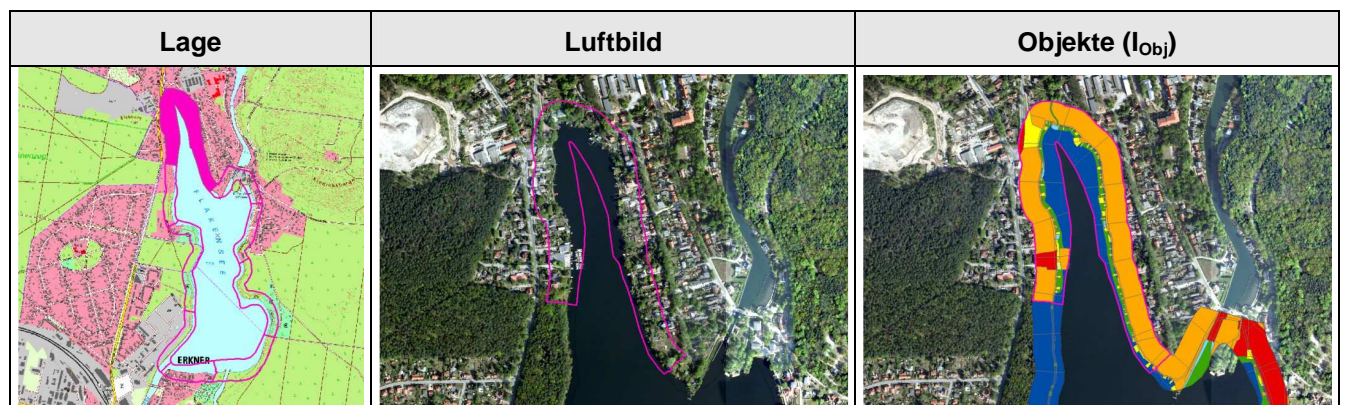 Lage
Luftbild
Objekte (I_Obj)
FLAKENSEE
ERKNER